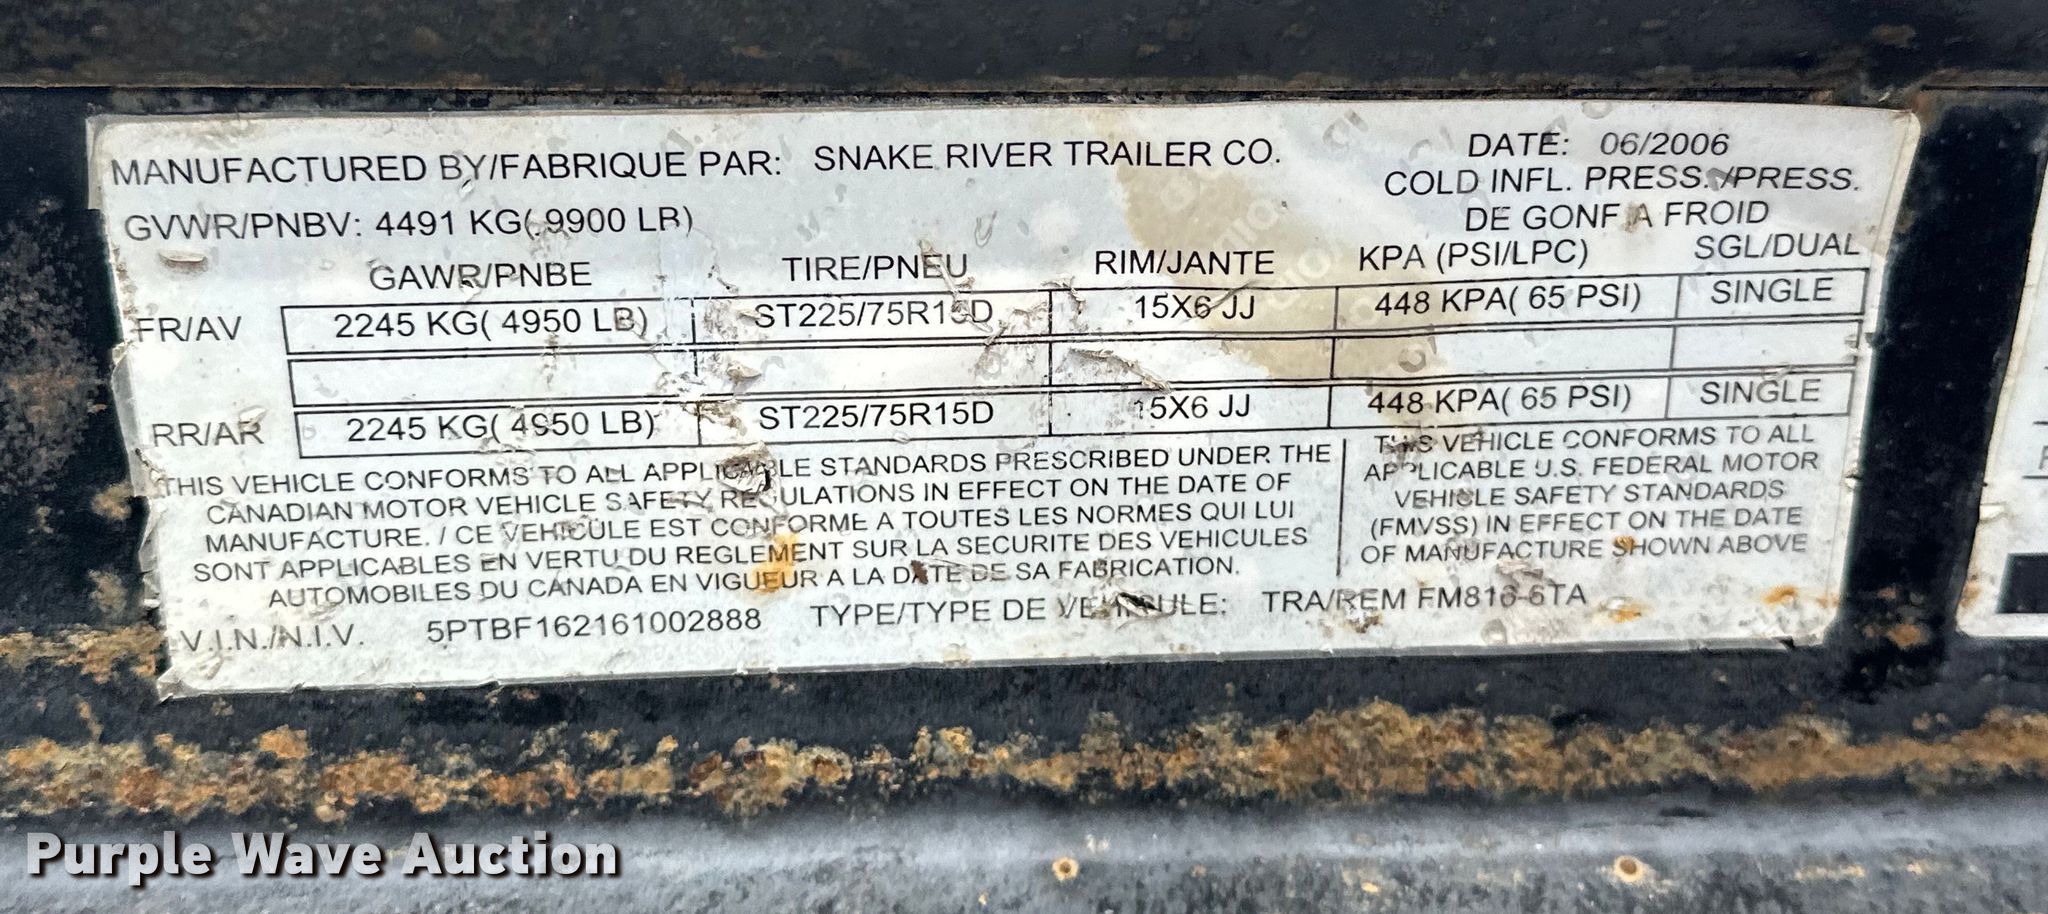 MANUFACTURED BY/FABRIQUE PAR: SNAKE RIVER TRAILER CO. DATE: 06/2006
COLD INFL. PRESS./PRESS.
GVWR/PNBV: 4491 KG( 9900 LB) DE GONF A FROID
GAWR/PNBE TIRE/PNEU RIM/JANTE KPA (PSI/LPC) SGL/DUAL
FR/AV 2245 KG( 4950 LB) ST225/75R15D 15X6 JJ 448 KPA( 65 PSI) SINGLE
RR/AR 2245 KG( 4950 LB) ST225/75R15D 15X6 JJ 448 KPA( 65 PSI) SINGLE
THIS VEHICLE CONFORMS TO ALL APPLICABLE STANDARDS PRESCRIBED UNDER THE
CANADIAN MOTOR VEHICLE SAFETY REGULATIONS IN EFFECT ON THE DATE OF
MANUFACTURE. / CE VEHICULE EST CONFORME A TOUTES LES NORMES QUI LUI
SONT APPLICABLES EN VERTU DU REGLEMENT SUR LA SECURITE DES VEHICULES
AUTOMOBILES DU CANADA EN VIGUEUR A LA DATE DE SA FABRICATION.
THIS VEHICLE CONFORMS TO ALL
APPLICABLE U.S. FEDERAL MOTOR
VEHICLE SAFETY STANDARDS
(FMVSS) IN EFFECT ON THE DATE
OF MANUFACTURE SHOWN ABOVE
V.I.N./N.I.V. 5PTBF162161002888 TYPE/TYPE DE VEHICULE: TRA/REM FM816-6TA
Purple Wave Auction